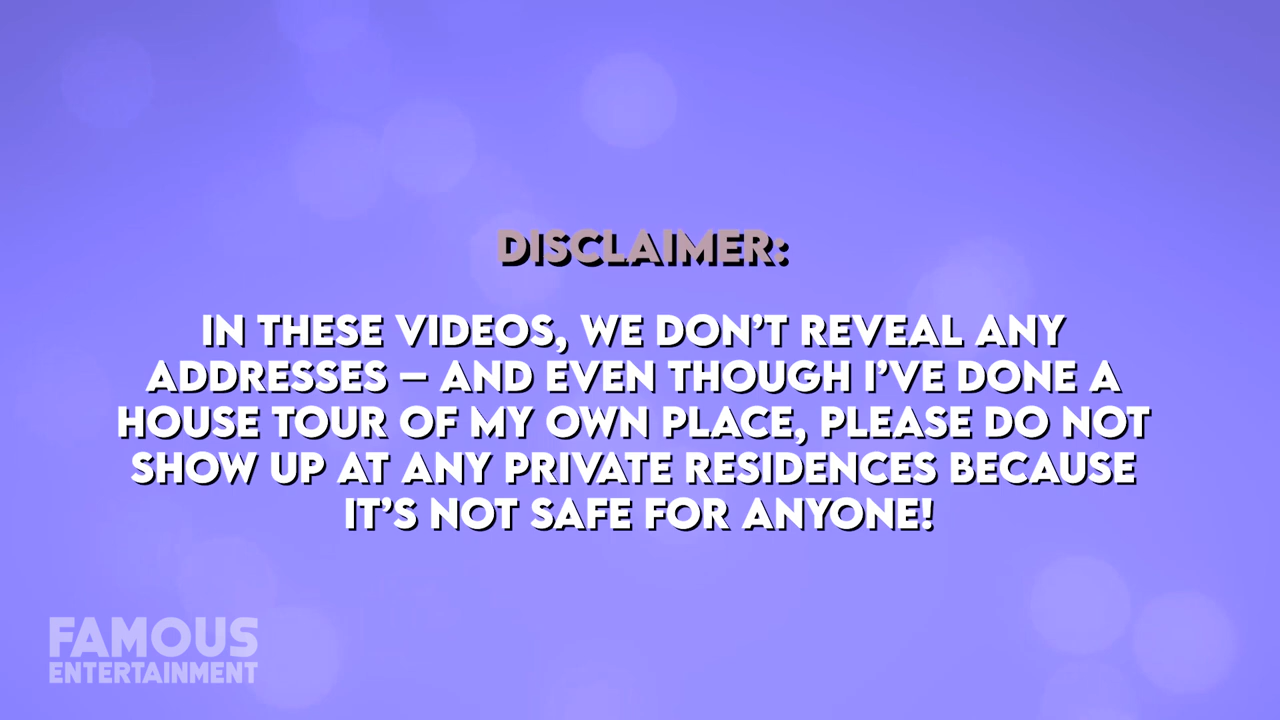 DISCLAIMER:
IN THESE VIDEOS, WE DON'T REVEAL ANY
ADDRESSES – AND EVEN THOUGH I'VE DONE A
HOUSE TOUR OF MY OWN PLACE, PLEASE DO NOT
SHOW UP AT ANY PRIVATE RESIDENCES BECAUSE
IT'S NOT SAFE FOR ANYONE!
FAMOUS
ENTERTAINMENT